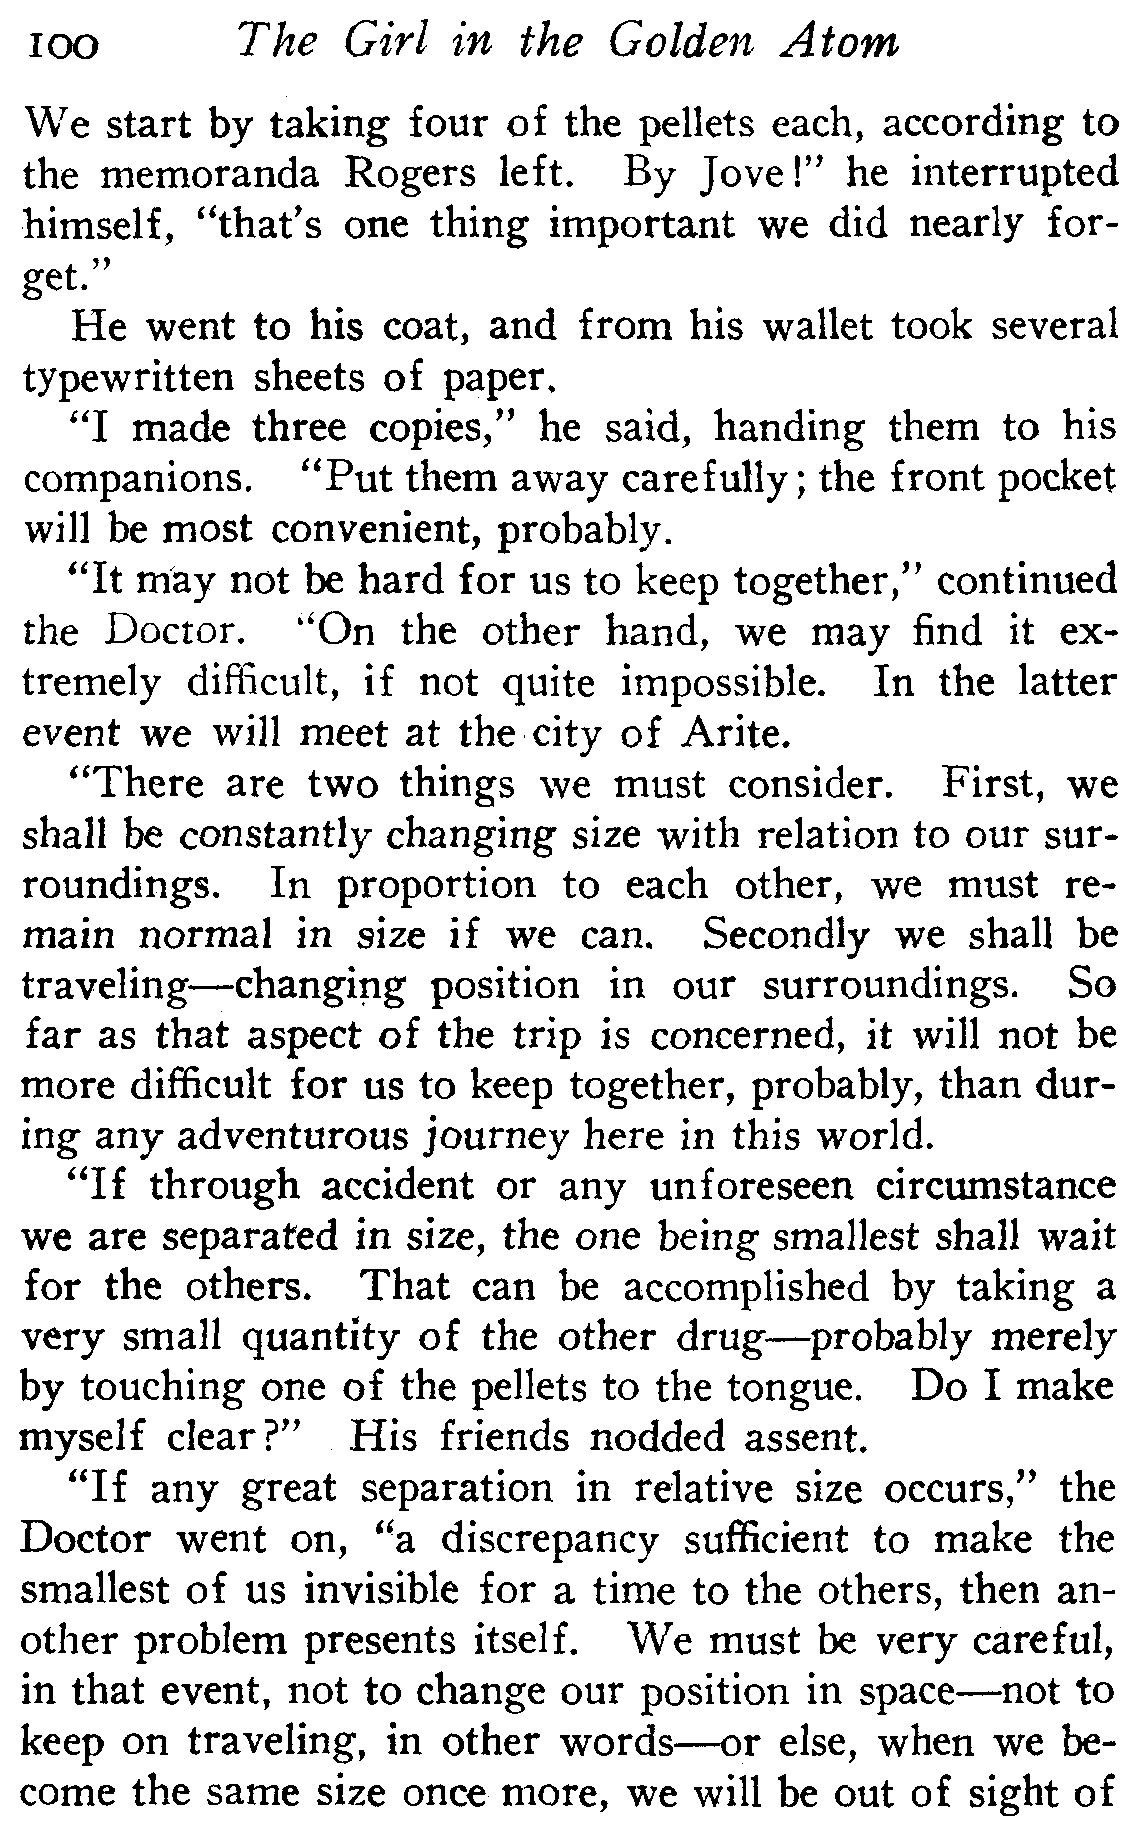 100 The Girl in the Golden Atom
We start by taking four of the pellets each, according to
the memoranda Rogers left. By Jove!" he interrupted
himself, "that's one thing important we did nearly for-
get."
He went to his coat, and from his wallet took several
typewritten sheets of paper.
"I made three copies," he said, handing them to his
companions. "Put them away carefully; the front pocket
will be most convenient, probably.
"It may not be hard for us to keep together," continued
the Doctor. "On the other hand, we may find it ex-
tremely difficult, if not quite impossible. In the latter
event we will meet at the city of Arite.
"There are two things we must consider. First, we
shall be constantly changing size with relation to our sur-
roundings. In proportion to each other, we must re-
main normal in size if we can. Secondly we shall be
traveling—changing position in our surroundings. So
far as that aspect of the trip is concerned, it will not be
more difficult for us to keep together, probably, than dur-
ing any adventurous journey here in this world.
"If through accident or any unforeseen circumstance
we are separated in size, the one being smallest shall wait
for the others. That can be accomplished by taking a
very small quantity of the other drug—probably merely
by touching one of the pellets to the tongue. Do I make
myself clear?" His friends nodded assent.
"If any great separation in relative size occurs," the
Doctor went on, "a discrepancy sufficient to make the
smallest of us invisible for a time to the others, then an-
other problem presents itself. We must be very careful,
in that event, not to change our position in space—not to
keep on traveling, in other words—or else, when we be-
come the same size once more, we will be out of sight of